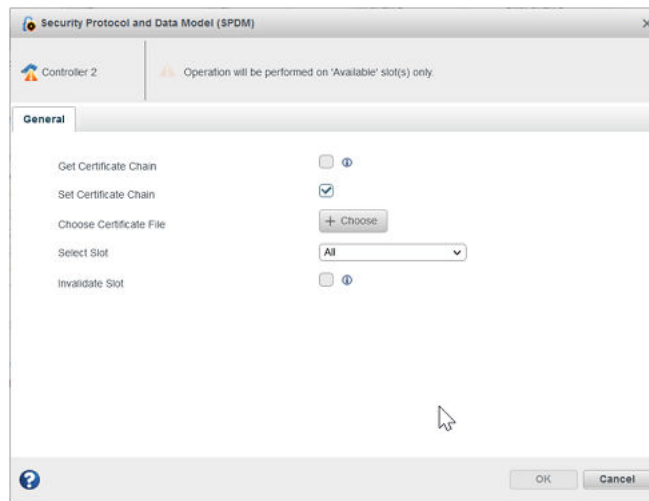 Security Protocol and Data Model (SPDM)
Controller 2
Operation will be performed on 'Available' slot(s) only.
General
Get Certificate Chain
Set Certificate Chain
Choose Certificate File
+ Choose
Select Slot
All
Invalidate Slot
OK
Cancel